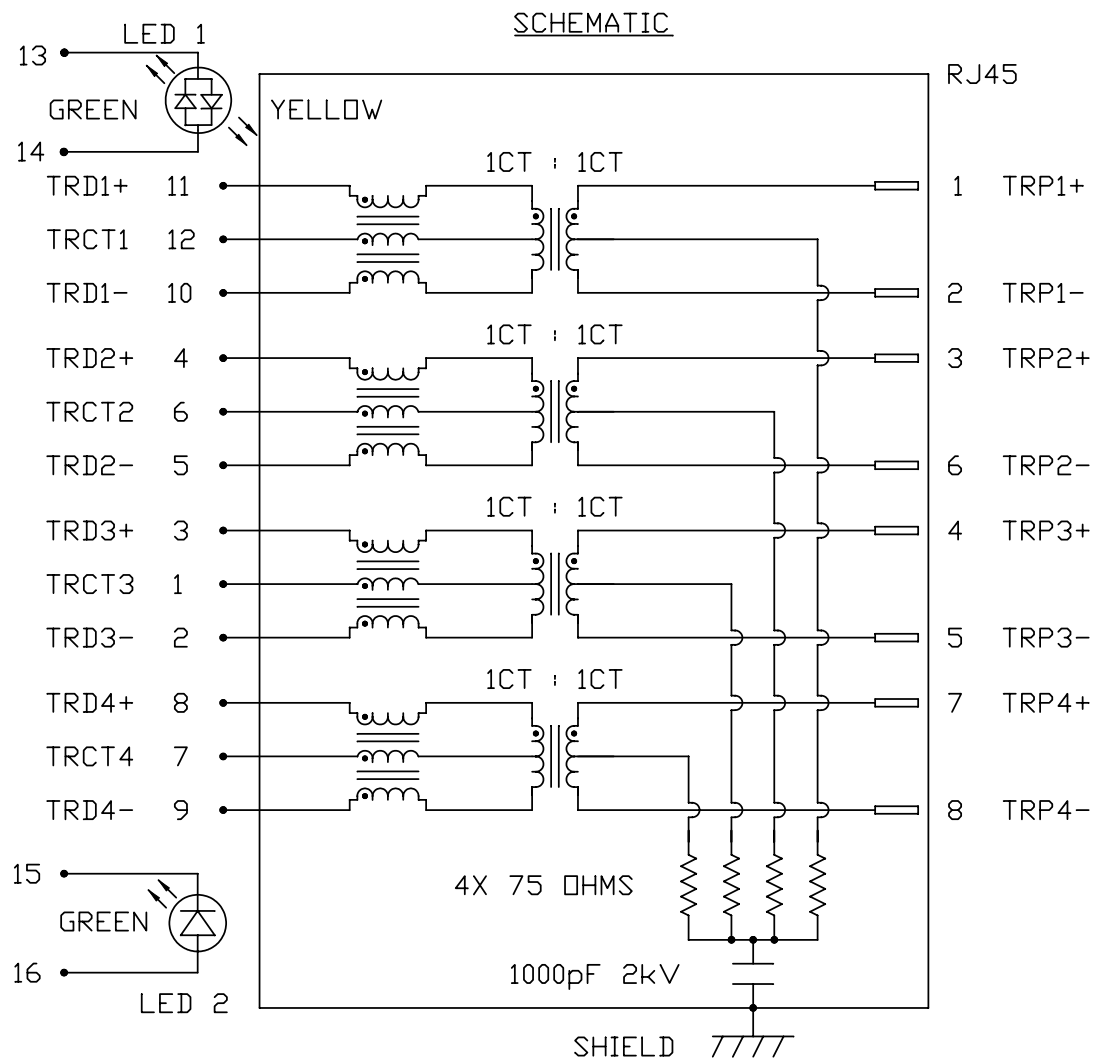 SCHEMATIC
LED 1
13
RJ45
GREEN
YELLOW
14
1CT : 1CT
TRD1+ 11
1 TRP1+
TRCT1 12
TRD1- 10
2 TRP1-
1CT : 1CT
TRD2+ 4
3 TRP2+
TRCT2 6
TRD2- 5
6 TRP2-
1CT : 1CT
TRD3+ 3
4 TRP3+
TRCT3 1
TRD3- 2
5 TRP3-
1CT : 1CT
TRD4+ 8
7 TRP4+
TRCT4 7
TRD4- 9
8 TRP4-
15
4X 75 OHMS
GREEN
16
1000pF 2kV
LED 2
SHIELD